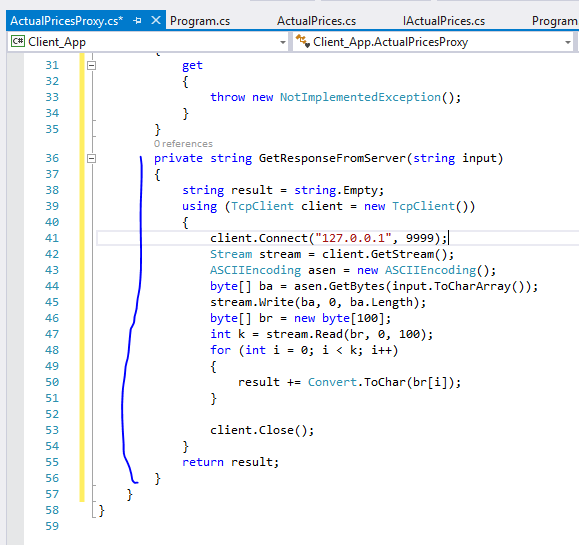 ActualPricesProxy.cs* Program.cs ActualPrices.cs IActualPrices.cs Program
C# Client_App Client_App.ActualPricesProxy
31 get
32 {
33 throw new NotImplementedException();
34 }
35 }
0 references
36 private string GetResponseFromServer(string input)
37 {
38 string result = string.Empty;
39 using (TcpClient client = new TcpClient())
40 {
41 client.Connect("127.0.0.1", 9999);
42 Stream stream = client.GetStream();
43 ASCIIEncoding asen = new ASCIIEncoding();
44 byte[] ba = asen.GetBytes(input.ToCharArray());
45 stream.Write(ba, 0, ba.Length);
46 byte[] br = new byte[100];
47 int k = stream.Read(br, 0, 100);
48 for (int i = 0; i < k; i++)
49 {
50 result += Convert.ToChar(br[i]);
51 }
52
53 client.Close();
54 }
55 return result;
56 }
57 }
58 }
59